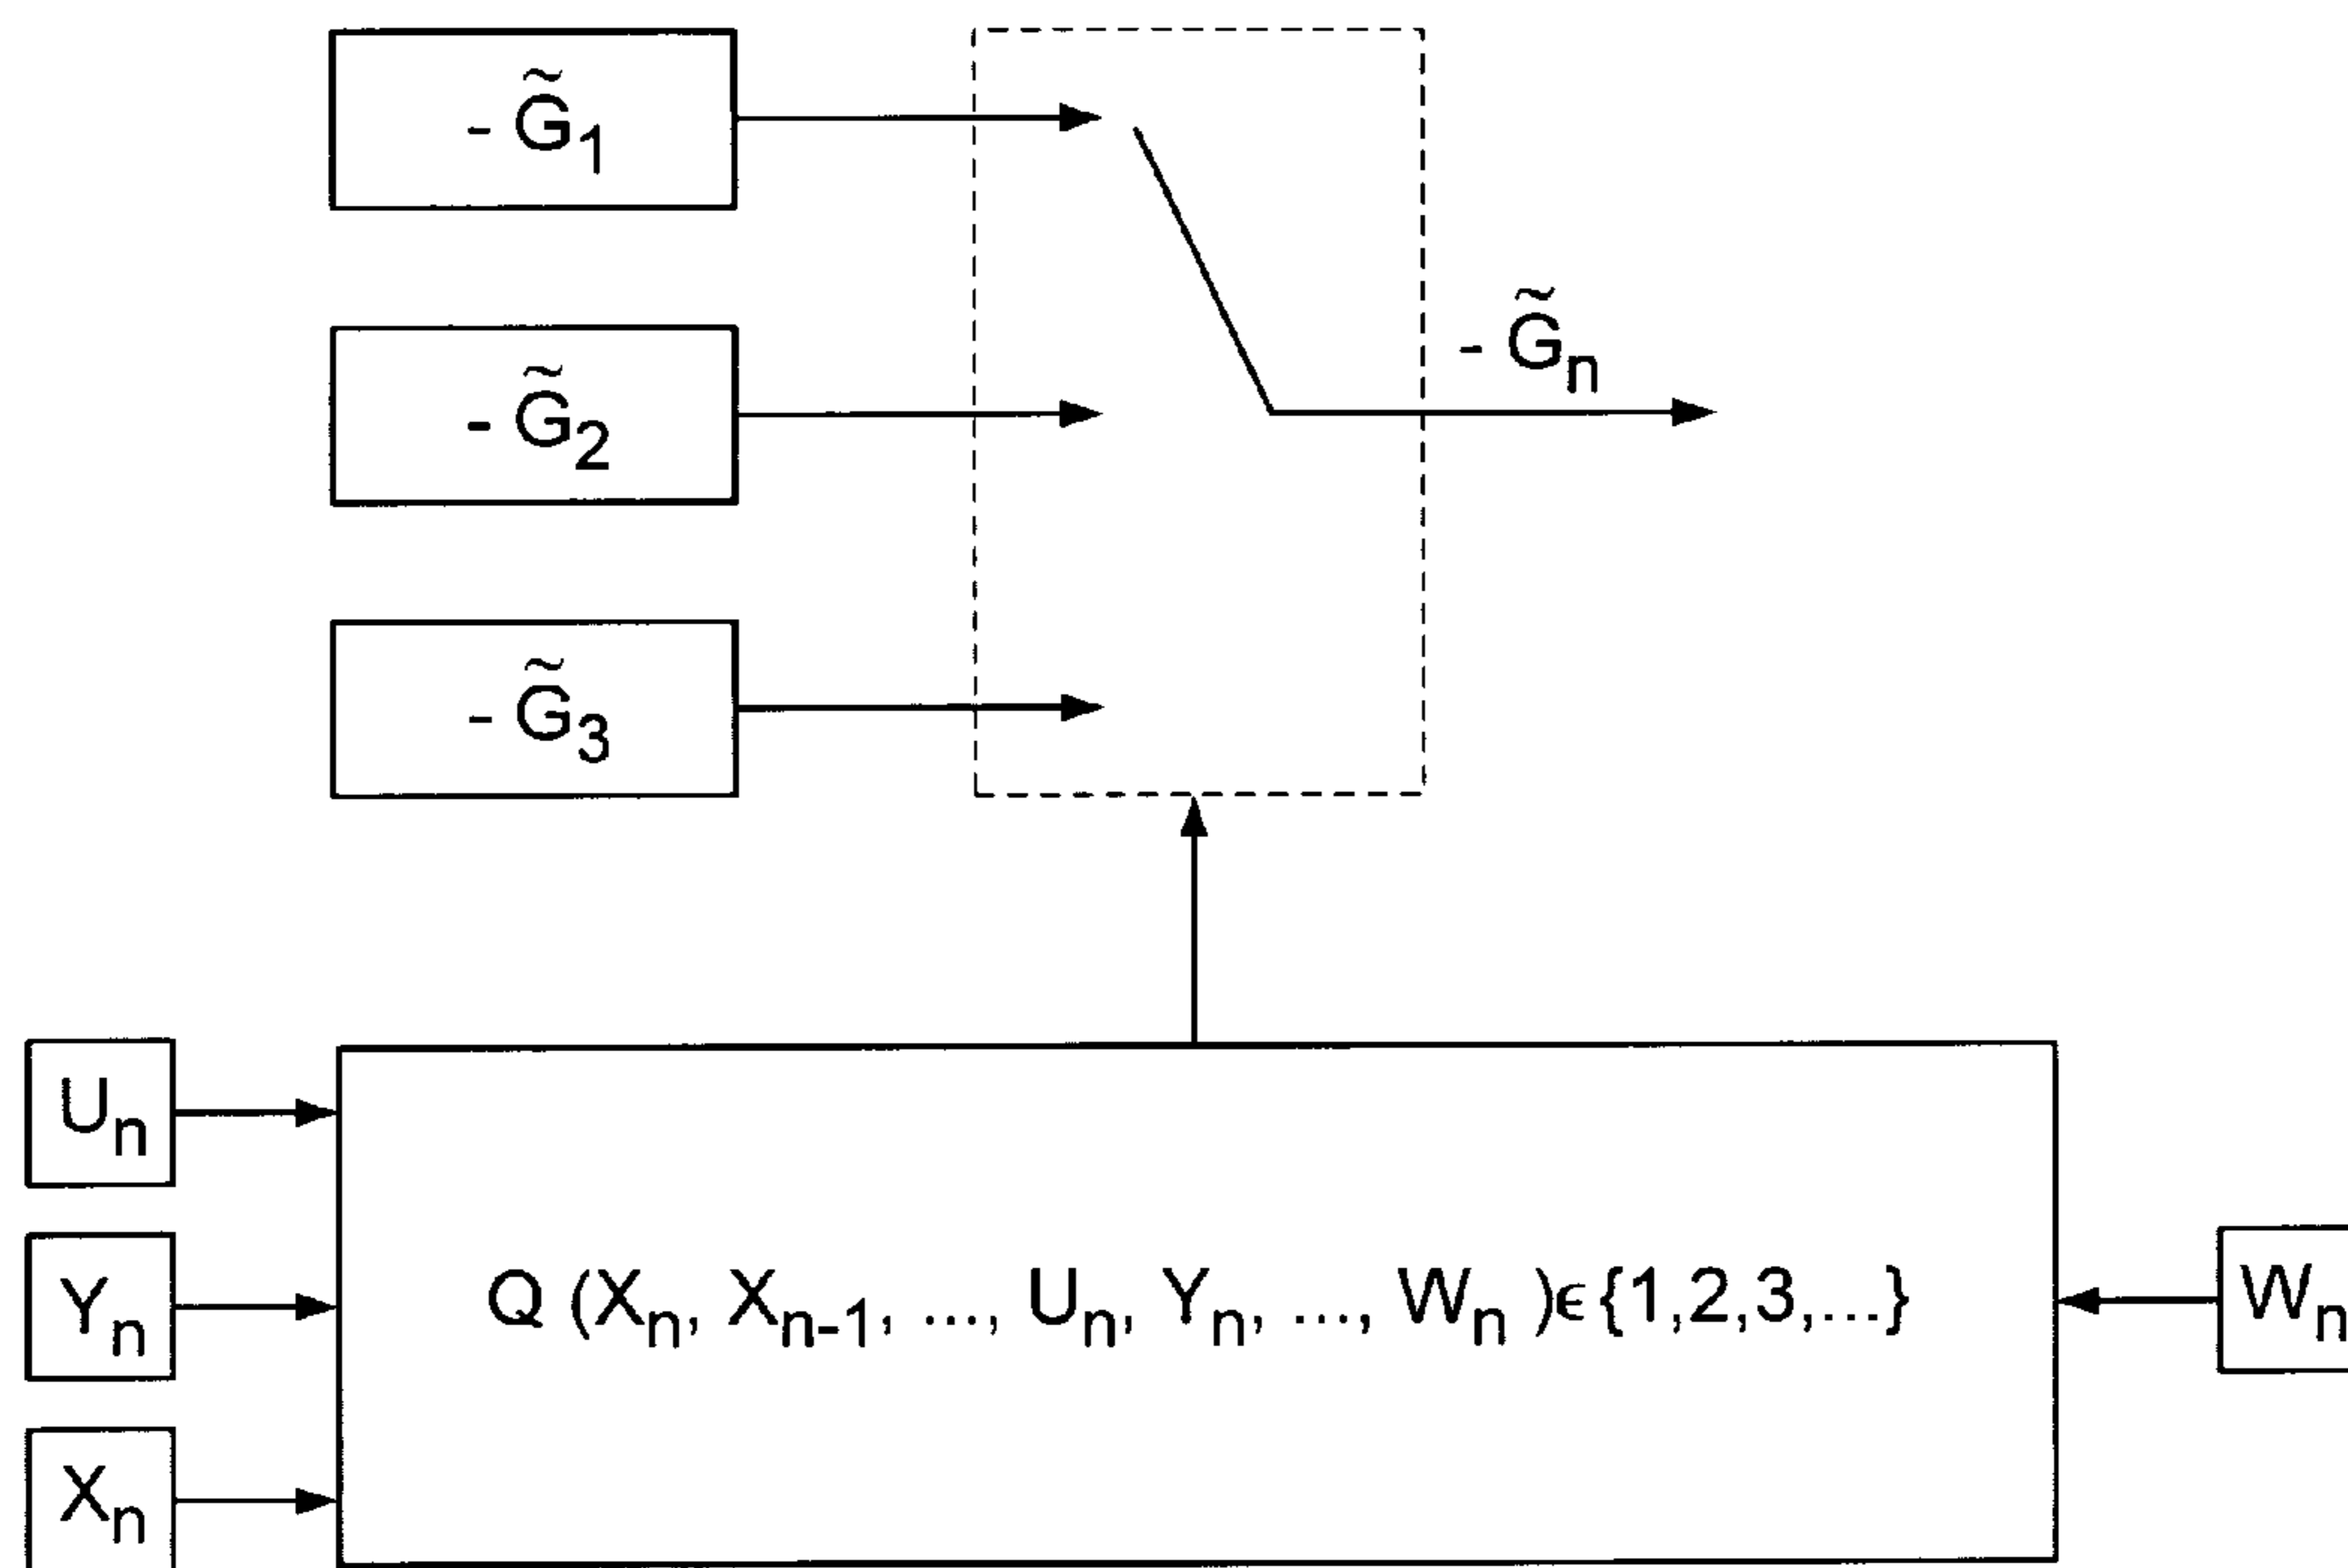 - G̃1
- G̃2
- G̃n
- G̃3
Un
Yn
Q (Xn, Xn-1, ..., Un, Yn, ..., Wn )ϵ {1,2,3,...}
Wn
Xn